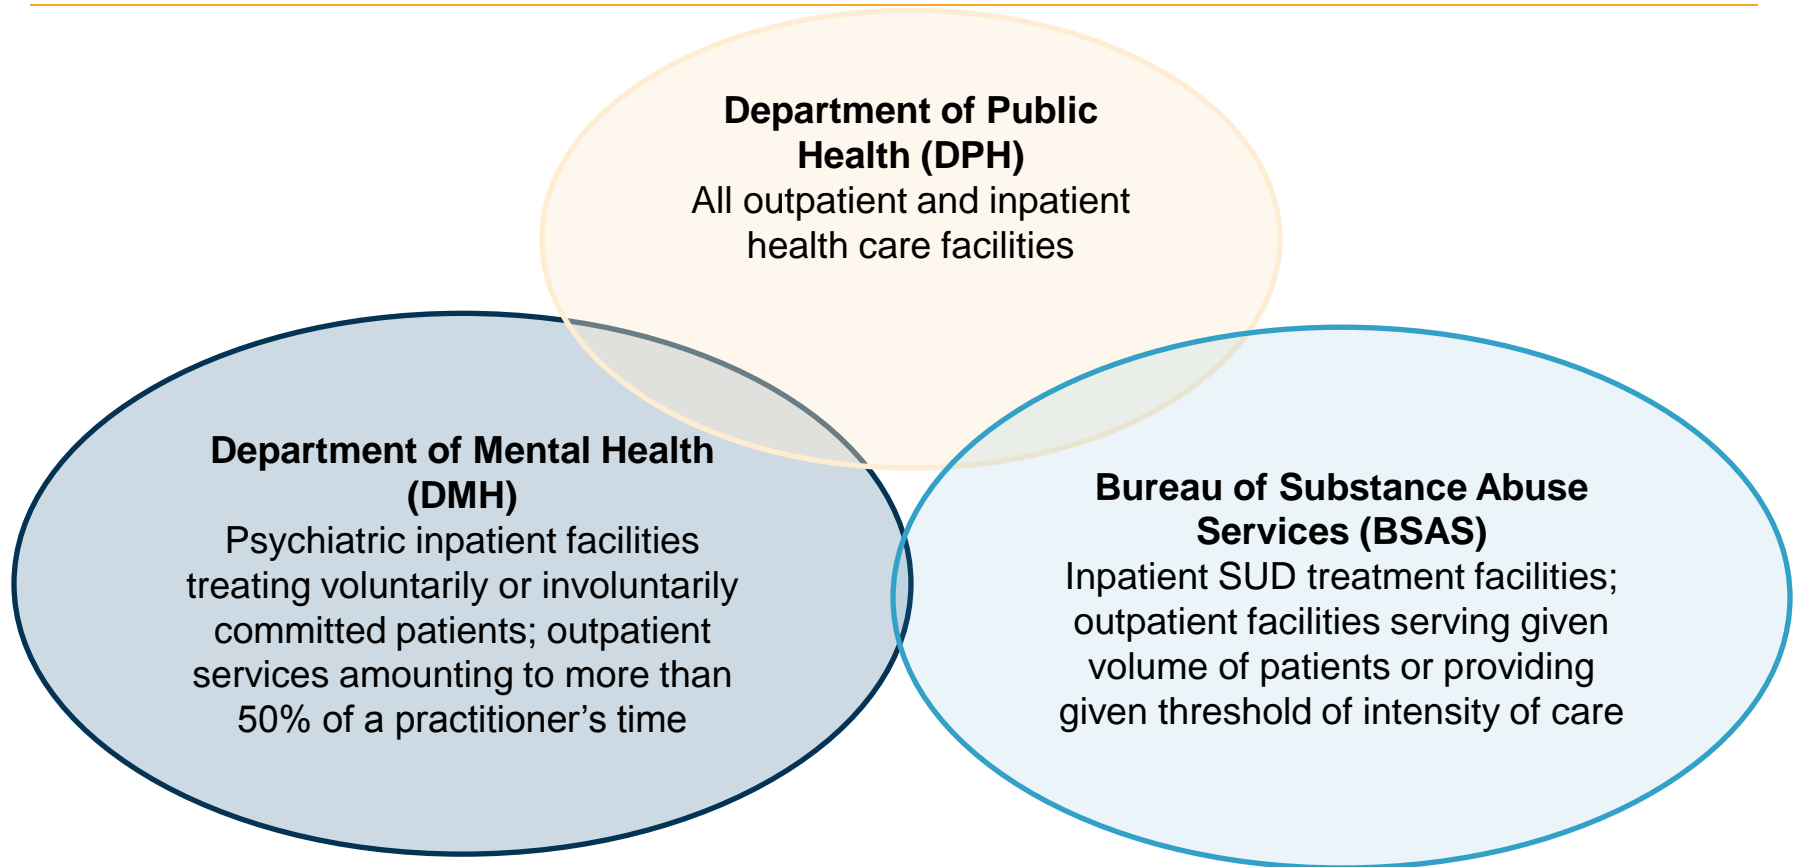 Department of Public
Health (DPH)
All outpatient and inpatient
health care facilities
Department of Mental Health
(DMH)
Psychiatric inpatient facilities
treating voluntarily or involuntarily
committed patients; outpatient
services amounting to more than
50% of a practitioner’s time
Bureau of Substance Abuse
Services (BSAS)
Inpatient SUD treatment facilities;
outpatient facilities serving given
volume of patients or providing
given threshold of intensity of care